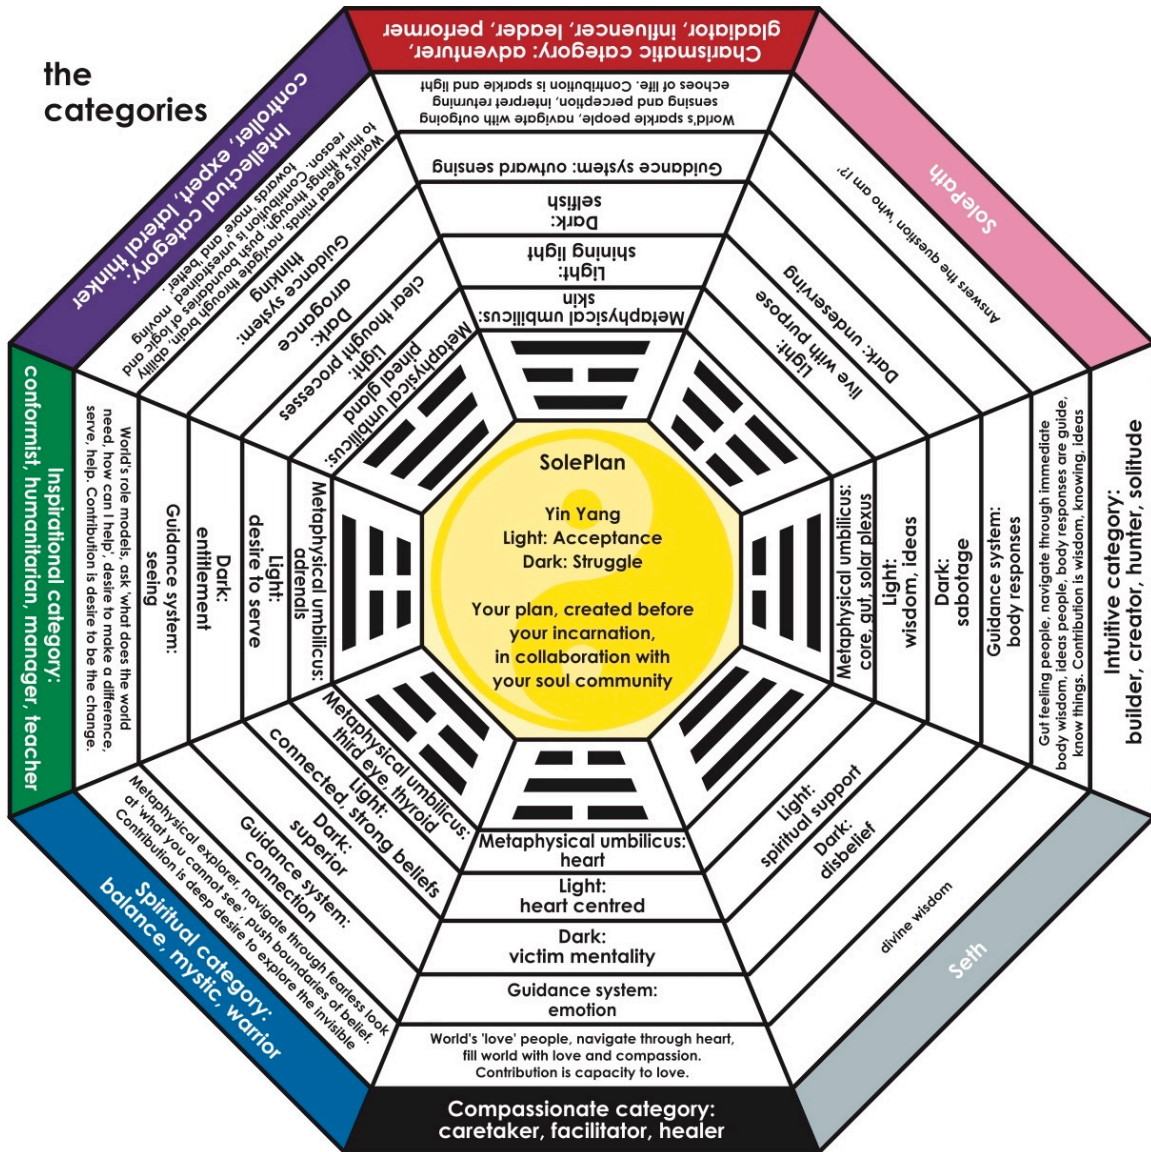 the
categories
Charismatic category: adventurer,
gladiator, influencer, leader, performer
World's sparkle people, navigate with outgoing
sensing and perception, interpret returning
echoes of life. Contribution is sparkle and light
Guidance system: outward sensing
Dark:
selfish
Light:
shining light
Metaphysical umbilicus:
skin
SolePath
Answers the question 'who am I?'
Dark: undeserving
Light:
live with purpose
Intuitive category:
builder, creator, hunter, solitude
Gut feeling people, navigate through immediate
body wisdom, ideas people, body responses are guide,
know things. Contribution is wisdom, knowing, ideas
Guidance system:
body responses
Dark:
sabotage
Light:
wisdom, ideas
Metaphysical umbilicus:
core, gut, solar plexus
Seth
divine wisdom
Dark:
disbelief
Light:
spiritual support
Metaphysical umbilicus:
heart
Light:
heart centred
Dark:
victim mentality
Guidance system:
emotion
World's 'love' people, navigate through heart,
fill world with love and compassion.
Contribution is capacity to love.
Compassionate category:
caretaker, facilitator, healer
Metaphysical umbilicus:
third eye, thyroid
Light:
connected, strong beliefs
Dark:
superior
Guidance system:
connection
Metaphysical explorer, navigate through fearless look
at 'what you cannot see', push boundaries of belief.
Contribution is deep desire to explore the invisible
Spiritual category:
balance, mystic, warrior
Metaphysical umbilicus:
adrenals
Light:
desire to serve
Dark:
entitlement
Guidance system:
seeing
World's role models, ask 'what does the world
need, how can I help', desire to make a difference,
serve, help. Contribution is desire to be the change.
Inspirational category:
conformist, humanitarian, manager, teacher
Intellectual category:
controller, expert, lateral thinker
World's great minds, navigate through brain, ability
to think things through, push boundaries of logic and
reason. Contribution is unrestrained moving
towards 'more' and 'better'.
Guidance system:
thinking
Dark:
arrogance
Light:
clear thought processes
Metaphysical umbilicus:
pineal gland
SolePlan
Yin Yang
Light: Acceptance
Dark: Struggle
Your plan, created before
your incarnation,
in collaboration with
your soul community